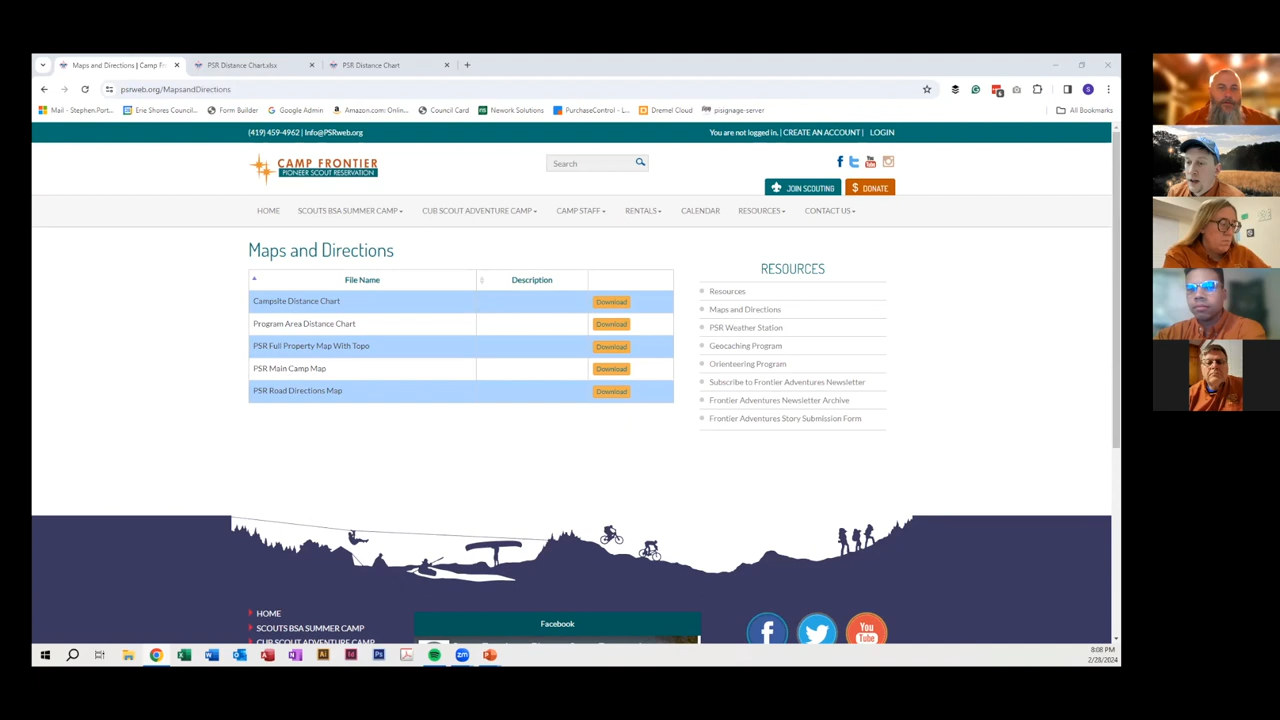 Maps and Directions | Camp Fr
PSR Distance Chart.xlsx
PSR Distance Chart
psrweb.org/MapsandDirections
Mail - Stephen.Port...
Erie Shores Council...
Form Builder
Google Admin
Amazon.com: Onlin...
Council Card
Nework Solutions
PurchaseControl - L...
Dremel Cloud
pisignage-server
All Bookmarks
(419) 459-4962 | Info@PSRweb.org
You are not logged in. | CREATE AN ACCOUNT | LOGIN
CAMP FRONTIER
PIONEER SCOUT RESERVATION
Search
JOIN SCOUTING
$ DONATE
HOME
SCOUTS BSA SUMMER CAMP
CUB SCOUT ADVENTURE CAMP
CAMP STAFF
RENTALS
CALENDAR
RESOURCES
CONTACT US
Maps and Directions
File Name
Description
Campsite Distance Chart
Download
Program Area Distance Chart
Download
PSR Full Property Map With Topo
Download
PSR Main Camp Map
Download
PSR Road Directions Map
Download
RESOURCES
Resources
Maps and Directions
PSR Weather Station
Geocaching Program
Orienteering Program
Subscribe to Frontier Adventures Newsletter
Frontier Adventures Newsletter Archive
Frontier Adventures Story Submission Form
HOME
SCOUTS BSA SUMMER CAMP
CUB SCOUT ADVENTURE CAMP
Facebook
You
Tube
8:08 PM
2/28/2024